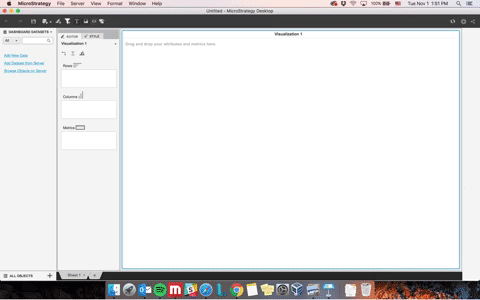 MicroStrategy File Server View Window Help 100% Tue Nov 1 1:51 PM
Untitled - MicroStrategy Desktop
DASHBOARD DATASETS
All
Add New Data
Add Dataset from Server
Browse Objects on Server
EDITOR STYLE
Visualization 1
Rows
Columns
Metrics
Visualization 1
Drag and drop your attributes and metrics here.
ALL OBJECTS
Sheet 1